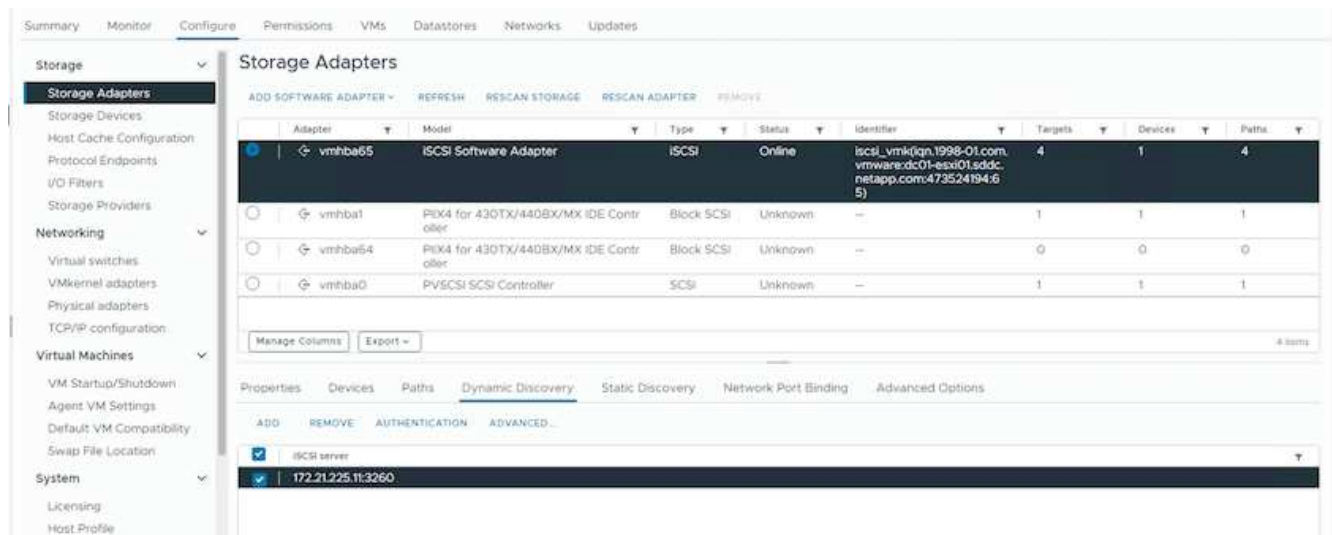 Summary Monitor Configure Permissions VMs Datastores Networks Updates
Storage
Storage Adapters
Storage Devices
Host Cache Configuration
Protocol Endpoints
I/O Filters
Storage Providers
Networking
Virtual switches
VMkernel adapters
Physical adapters
TCP/IP configuration
Virtual Machines
VM Startup/Shutdown
Agent VM Settings
Default VM Compatibility
Swap File Location
System
Licensing
Host Profile
Storage Adapters
ADD SOFTWARE ADAPTER REFRESH RESCAN STORAGE RESCAN ADAPTER REMOVE
Adapter Model Type Status Identifier Targets Devices Paths
vmhba65 iSCSI Software Adapter iSCSI Online iscsi_vmk(iqn.1998-01.com. 4 1 4
vmware:dc01-esxi01.sddc.
netapp.com:473524194:6
5)
vmhba1 PIIX4 for 430TX/440BX/MX IDE Contr Block SCSI Unknown -- 1 1 1
oller
vmhba64 PIIX4 for 430TX/440BX/MX IDE Contr Block SCSI Unknown -- 0 0 0
oller
vmhba0 PVSCSI SCSI Controller SCSI Unknown -- 1 1 1
Manage Columns Export 4 items
Properties Devices Paths Dynamic Discovery Static Discovery Network Port Binding Advanced Options
ADD REMOVE AUTHENTICATION ADVANCED...
iSCSI server
172.21.225.11:3260